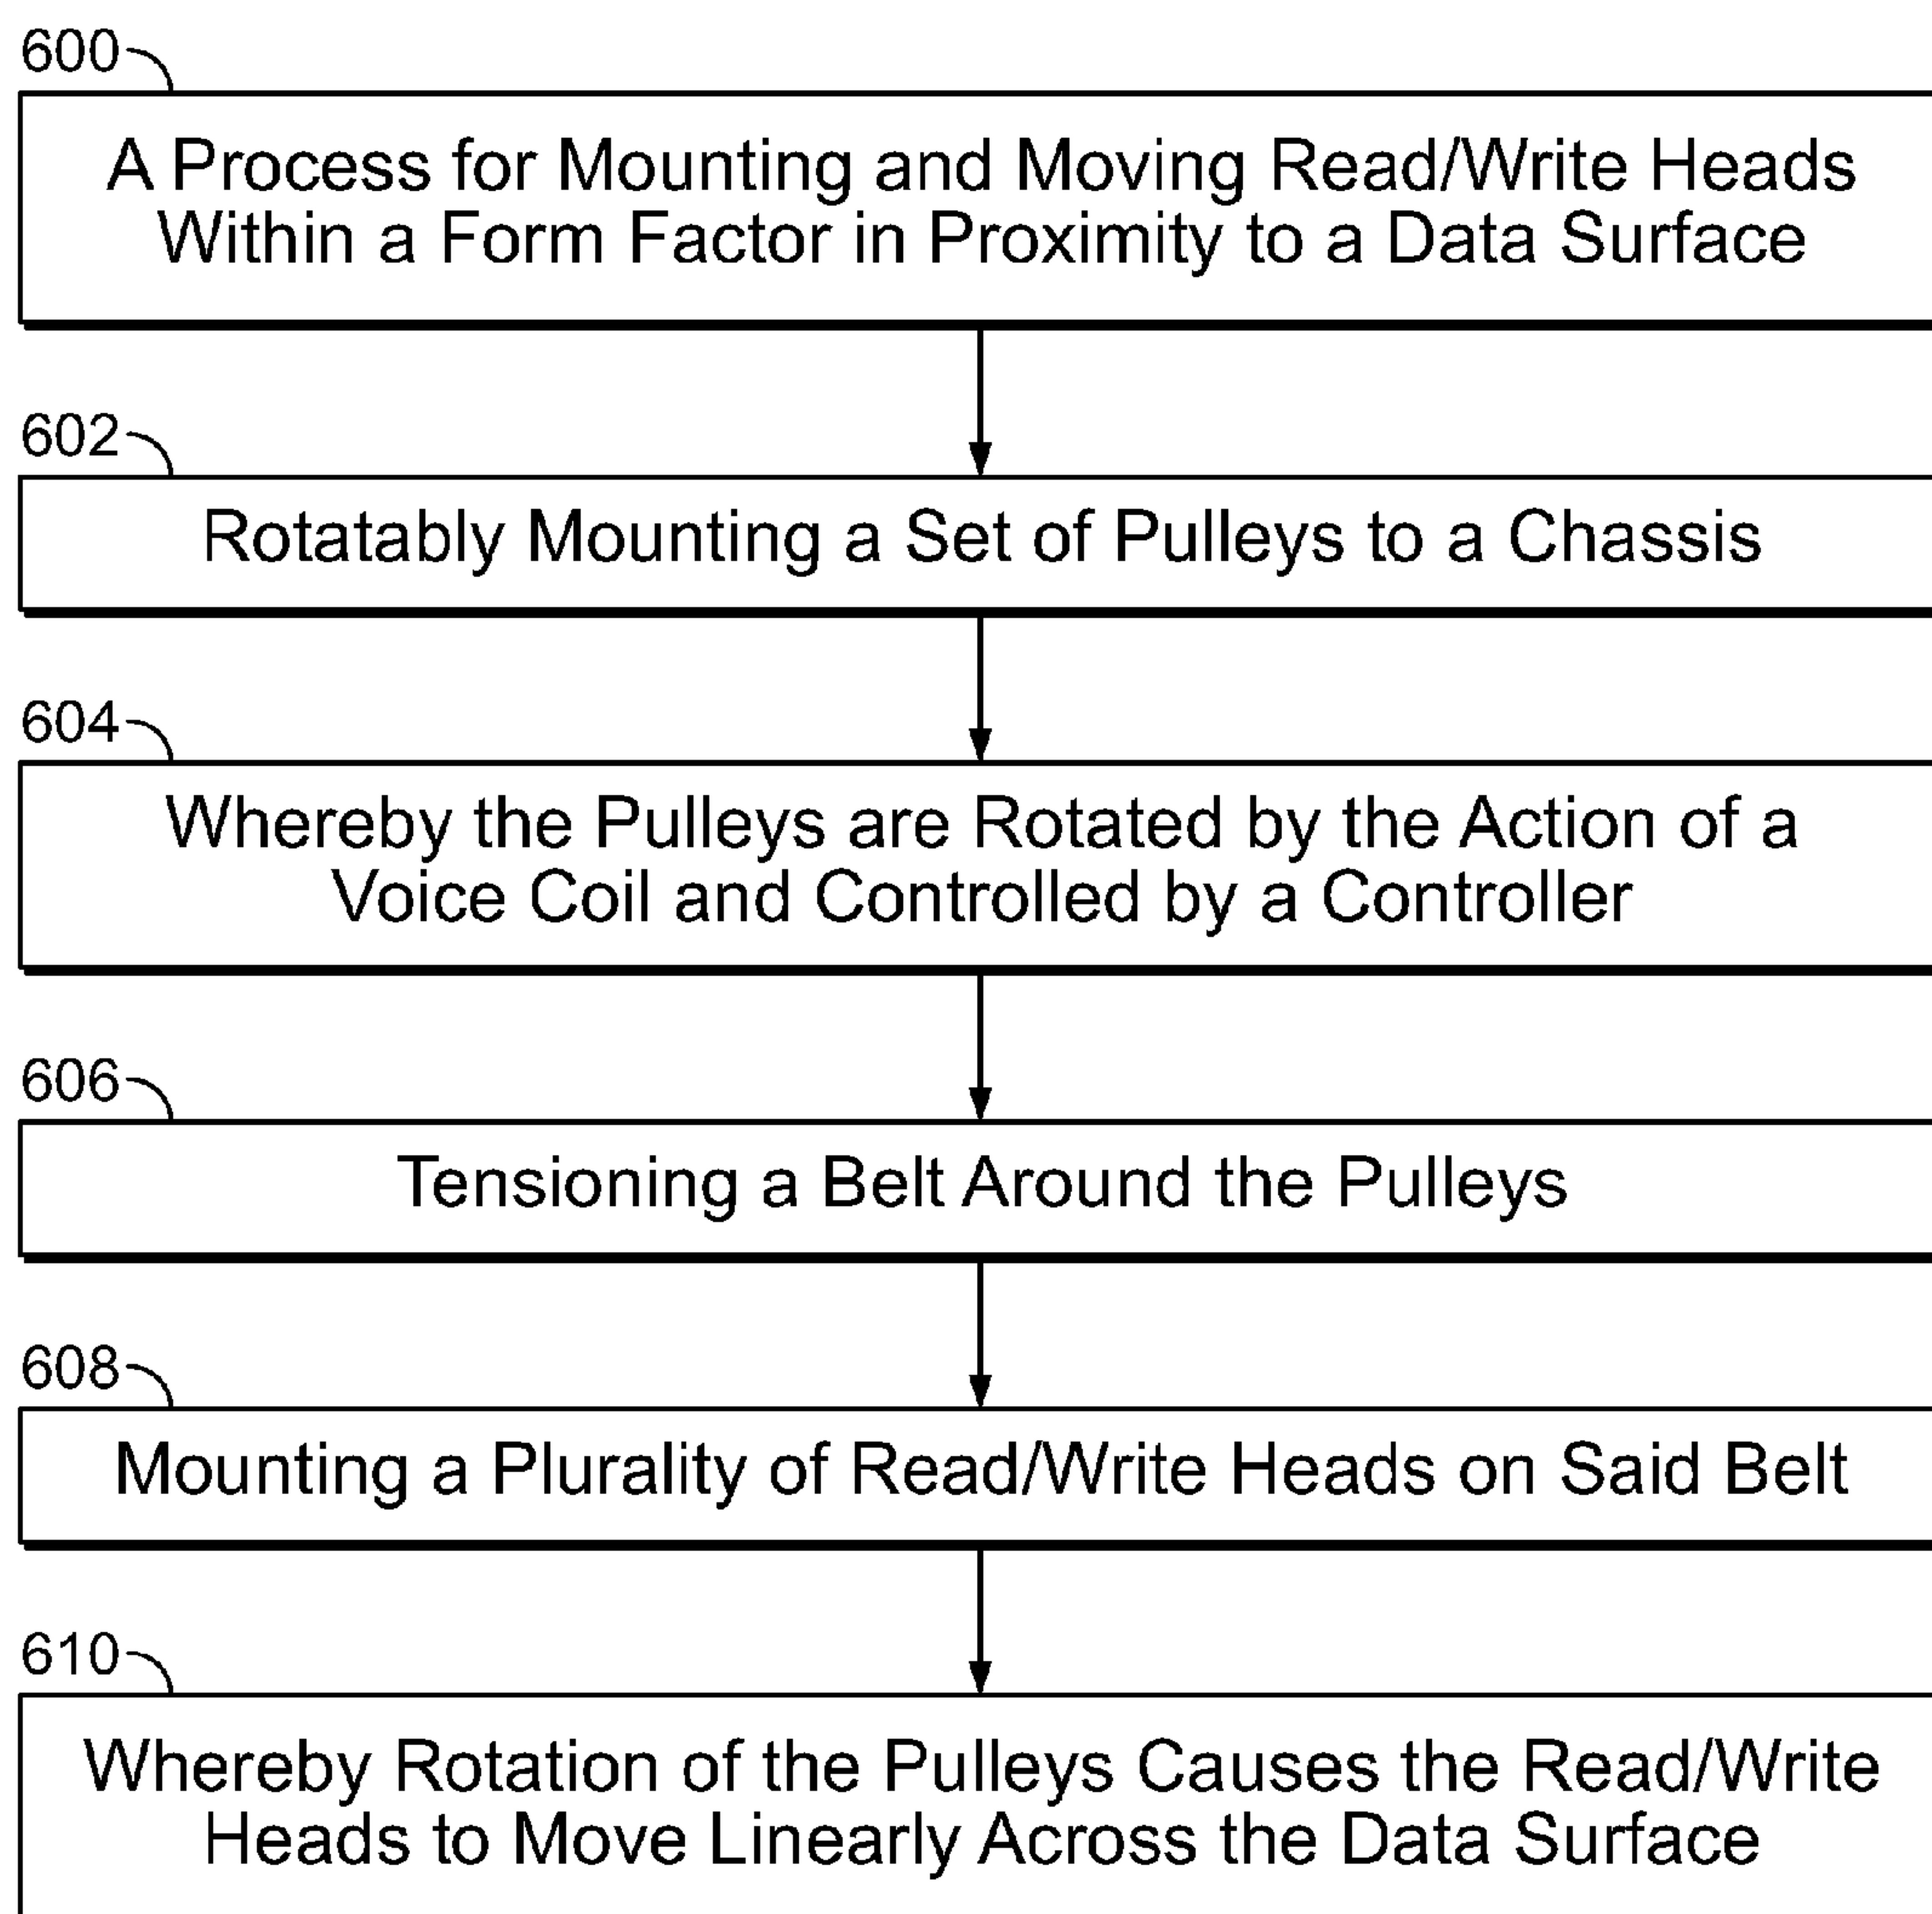 600
A Process for Mounting and Moving Read/Write Heads
Within a Form Factor in Proximity to a Data Surface
602
Rotatably Mounting a Set of Pulleys to a Chassis
604
Whereby the Pulleys are Rotated by the Action of a
Voice Coil and Controlled by a Controller
606
Tensioning a Belt Around the Pulleys
608
Mounting a Plurality of Read/Write Heads on Said Belt
610
Whereby Rotation of the Pulleys Causes the Read/Write
Heads to Move Linearly Across the Data Surface